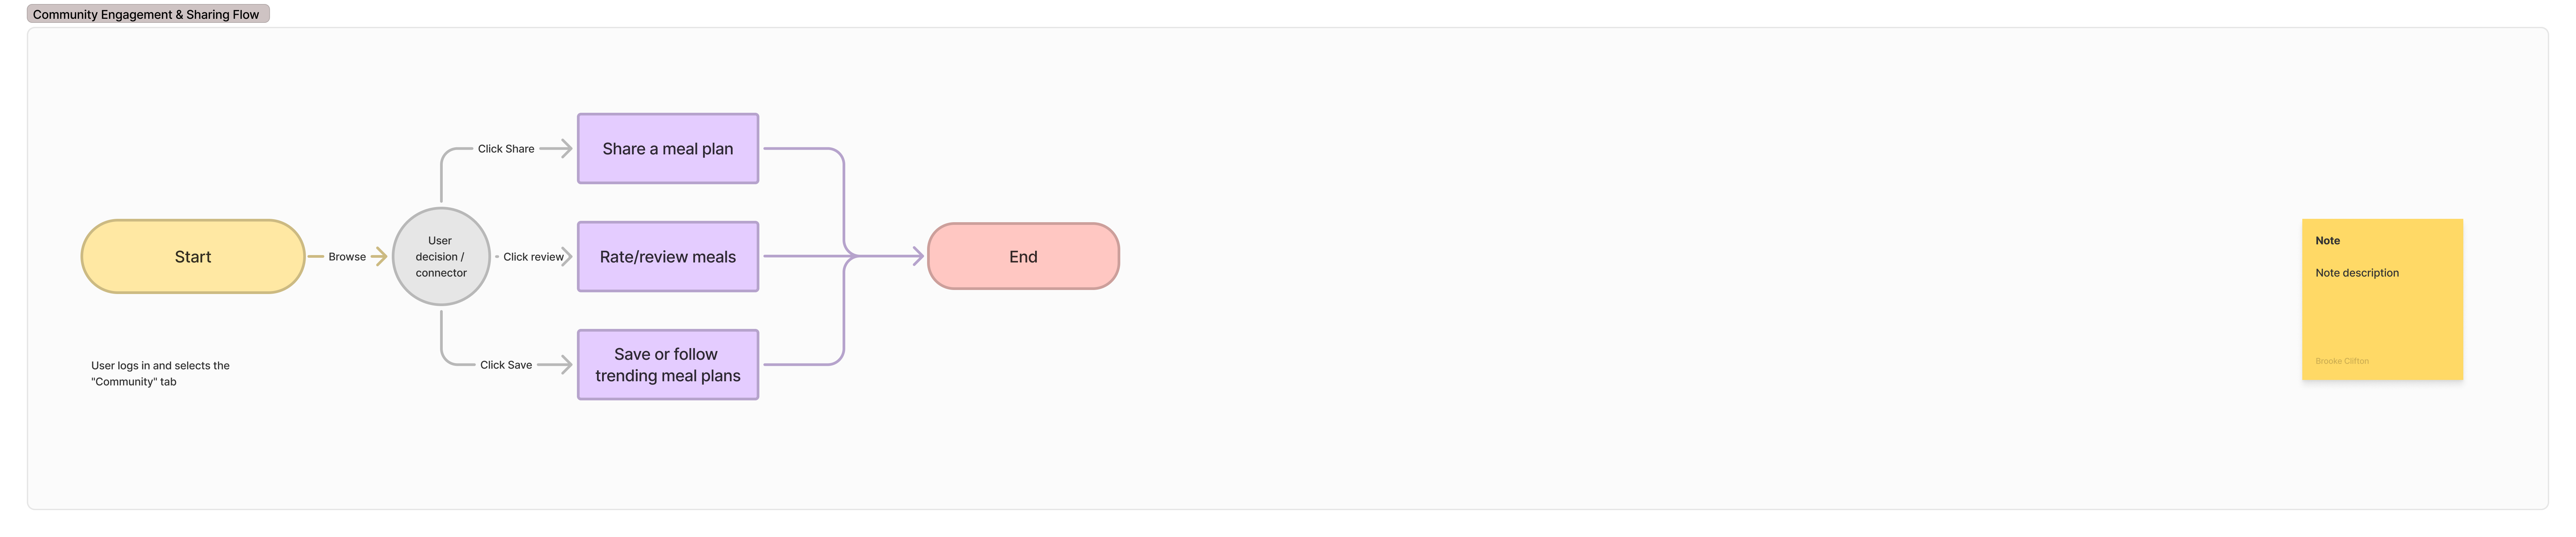 Community Engagement & Sharing Flow
Start
Browse
User
decision /
connector
Click Share
Share a meal plan
Click review
Rate/review meals
Click Save
Save or follow
trending meal plans
End
User logs in and selects the
"Community" tab
Note
Note description
Brooke Clifton